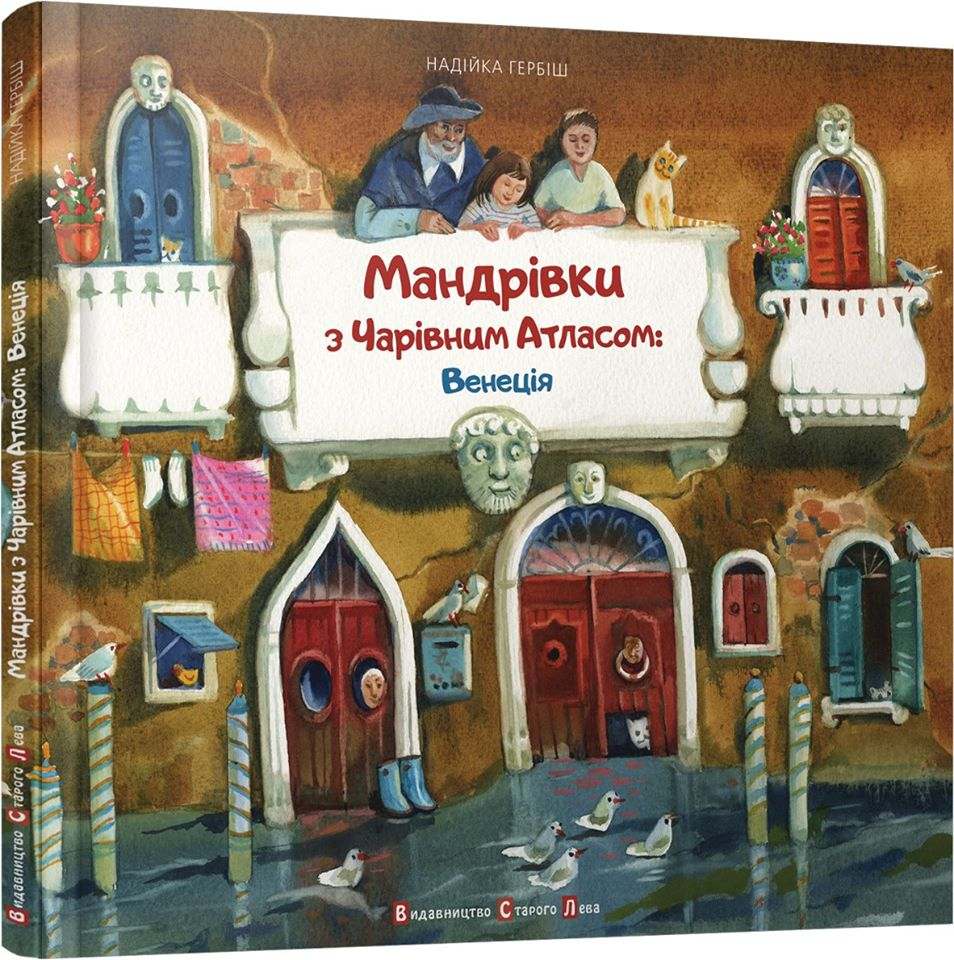 НАДІЙКА ГЕРБІШ
Мандрівки
з Чарівним Атласом:
Венеція
Видавництво Старого Лева
НАДІЙКА ГЕРБІШ
Мандрівки з Чарівним Атласом: Венеція
Видавництво Старого Лева